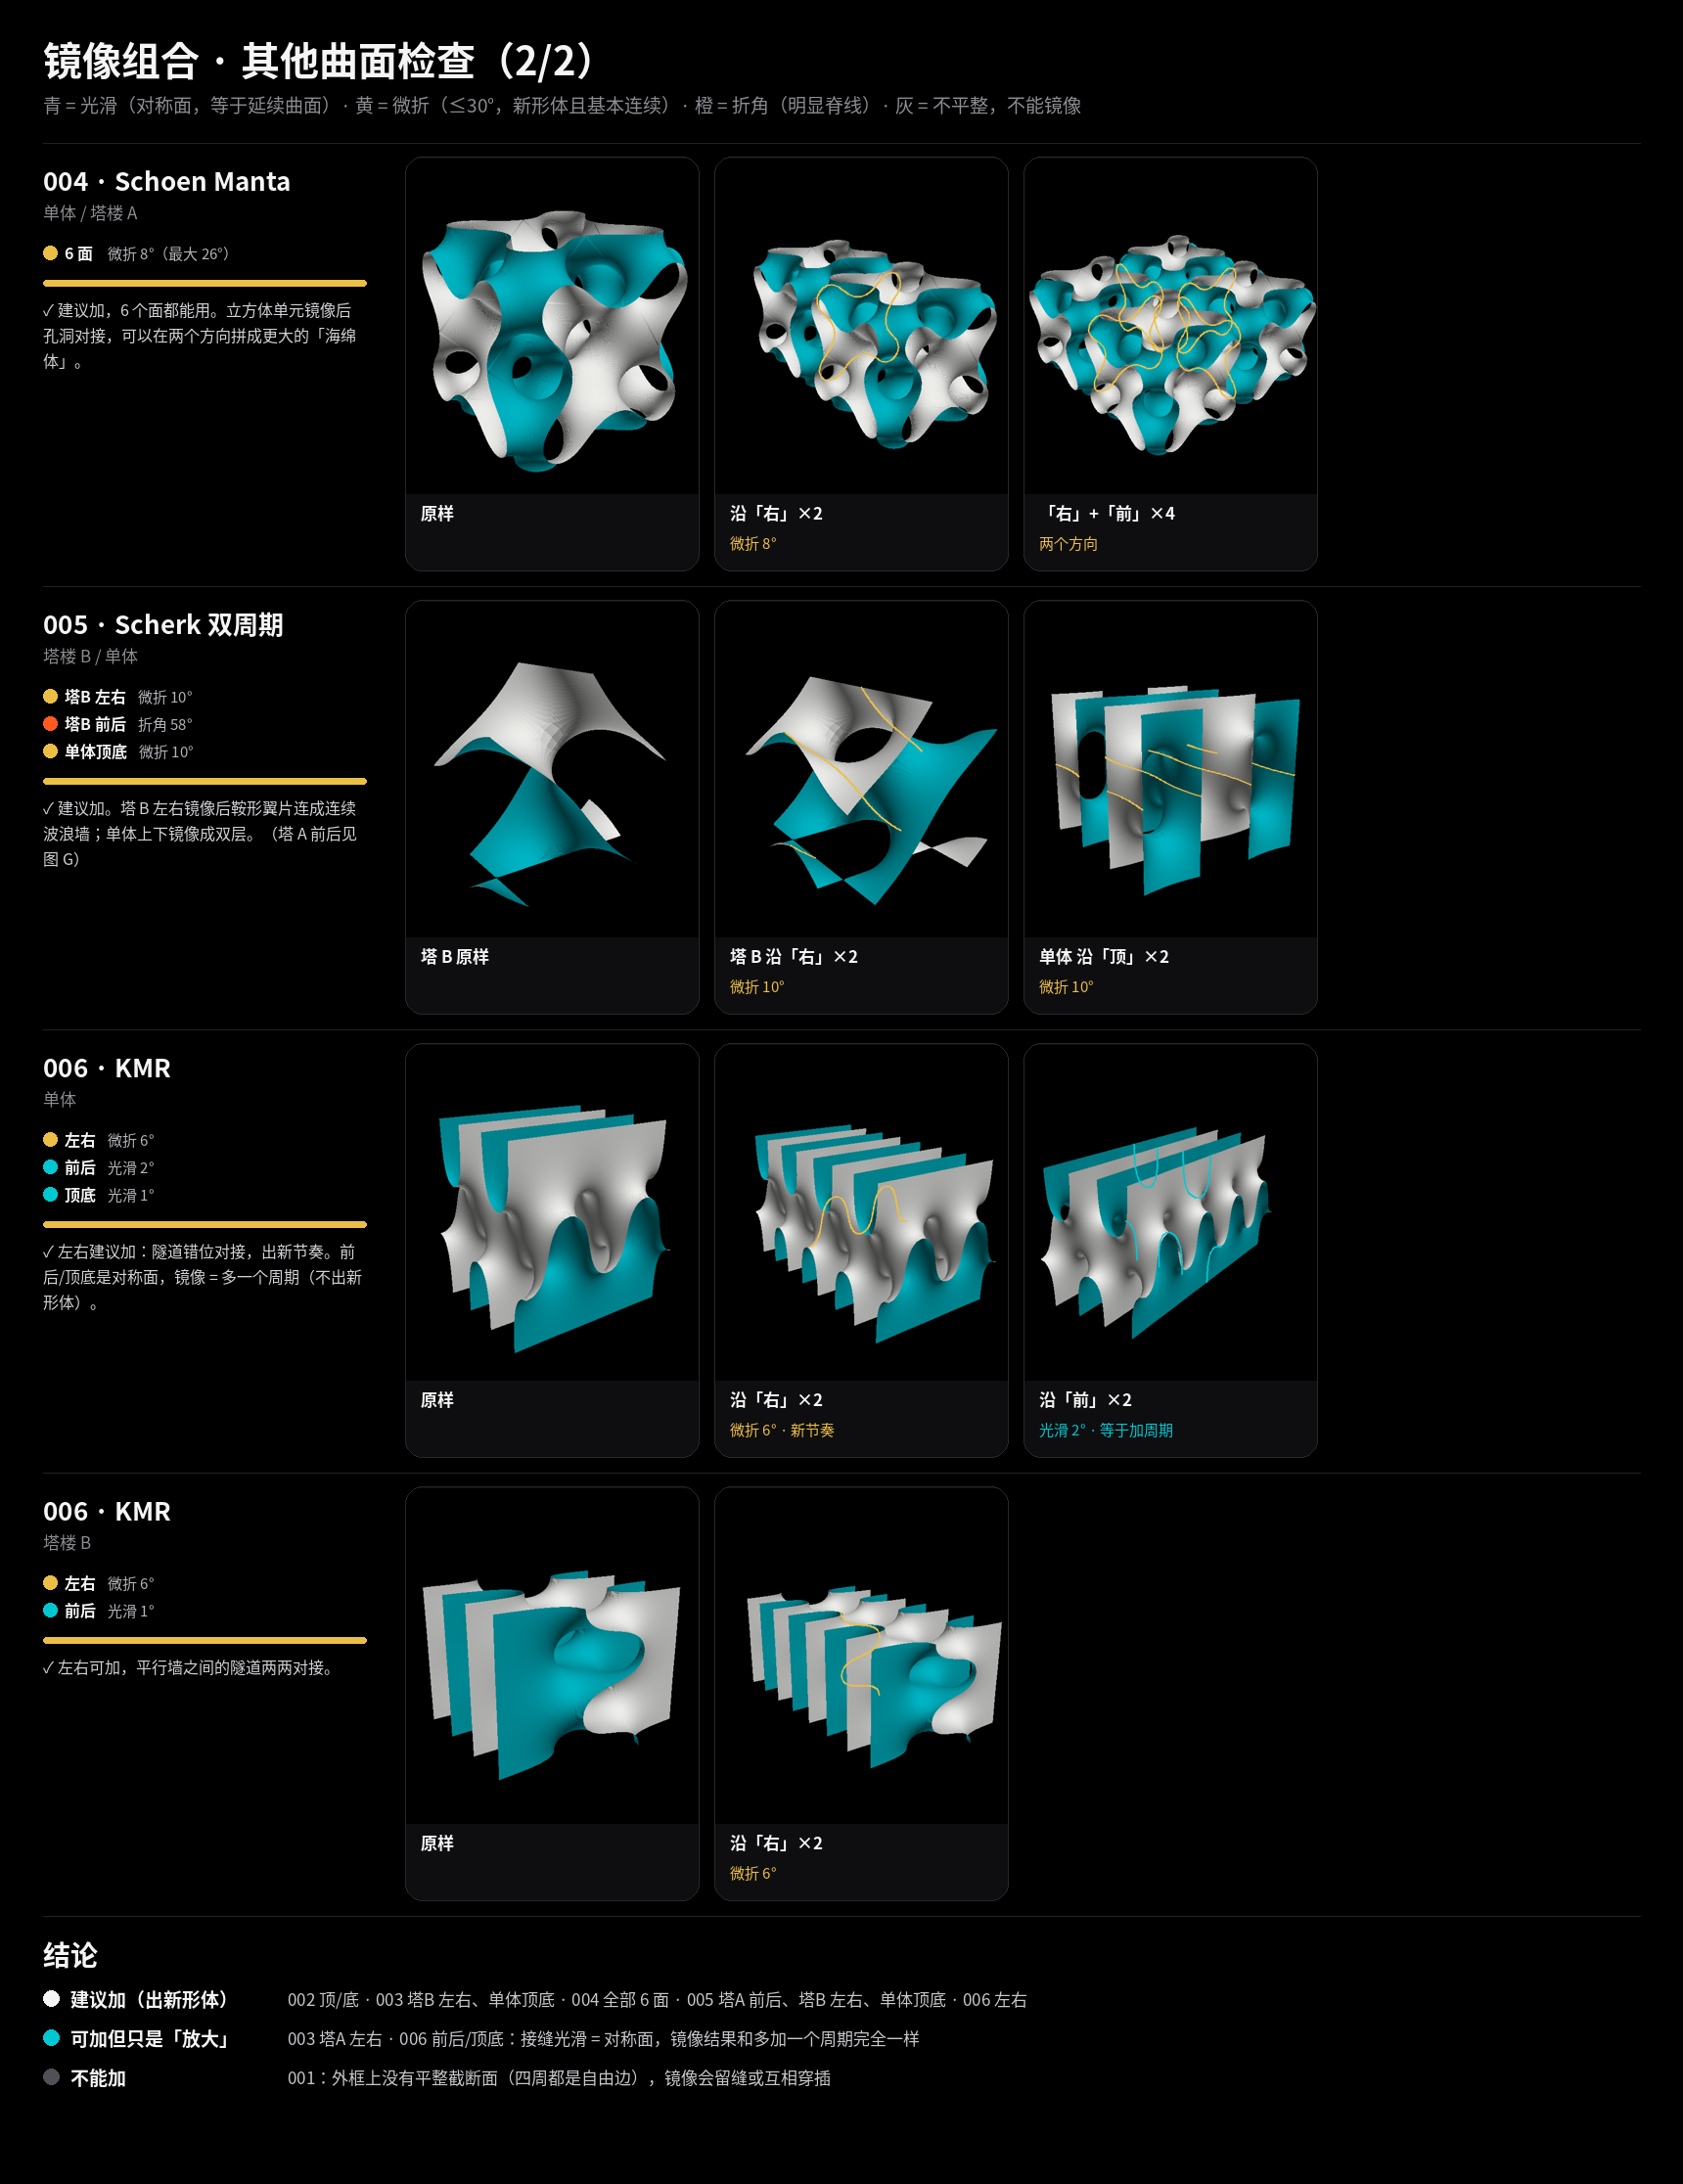 镜像组合 · 其他曲面检查（2/2）
青 = 光滑（对称面，等于延续曲面） · 黄 = 微折（≤30°，新形体且基本连续） · 橙 = 折角（明显脊线） · 灰 = 不平整，不能镜像
004 · Schoen Manta
单体 / 塔楼 A
6 面 微折 8°（最大 26°）
✓ 建议加，6 个面都能用。立方体单元镜像后
孔洞对接，可以在两个方向拼成更大的「海绵
体」。
原样
沿「右」×2
微折 8°
「右」+「前」×4
两个方向
005 · Scherk 双周期
塔楼 B / 单体
塔B 左右 微折 10°
塔B 前后 折角 58°
单体顶底 微折 10°
✓ 建议加。塔 B 左右镜像后鞍形翼片连成连续
波浪墙；单体上下镜像成双层。（塔 A 前后见
图 G）
塔 B 原样
塔 B 沿「右」×2
微折 10°
单体 沿「顶」×2
微折 10°
006 · KMR
单体
左右 微折 6°
前后 光滑 2°
顶底 光滑 1°
✓ 左右建议加：隧道错位对接，出新节奏。前
后/顶底是对称面，镜像 = 多一个周期（不出新
形体）。
原样
沿「右」×2
微折 6° · 新节奏
沿「前」×2
光滑 2° · 等于加周期
006 · KMR
塔楼 B
左右 微折 6°
前后 光滑 1°
✓ 左右可加，平行墙之间的隧道两两对接。
原样
沿「右」×2
微折 6°
结论
建议加（出新形体） 002 顶/底 · 003 塔B 左右、单体顶底 · 004 全部 6 面 · 005 塔A 前后、塔B 左右、单体顶底 · 006 左右
可加但只是「放大」 003 塔A 左右 · 006 前后/顶底：接缝光滑 = 对称面，镜像结果和多加一个周期完全一样
不能加 001：外框上没有平整截断面（四周都是自由边），镜像会留缝或互相穿插